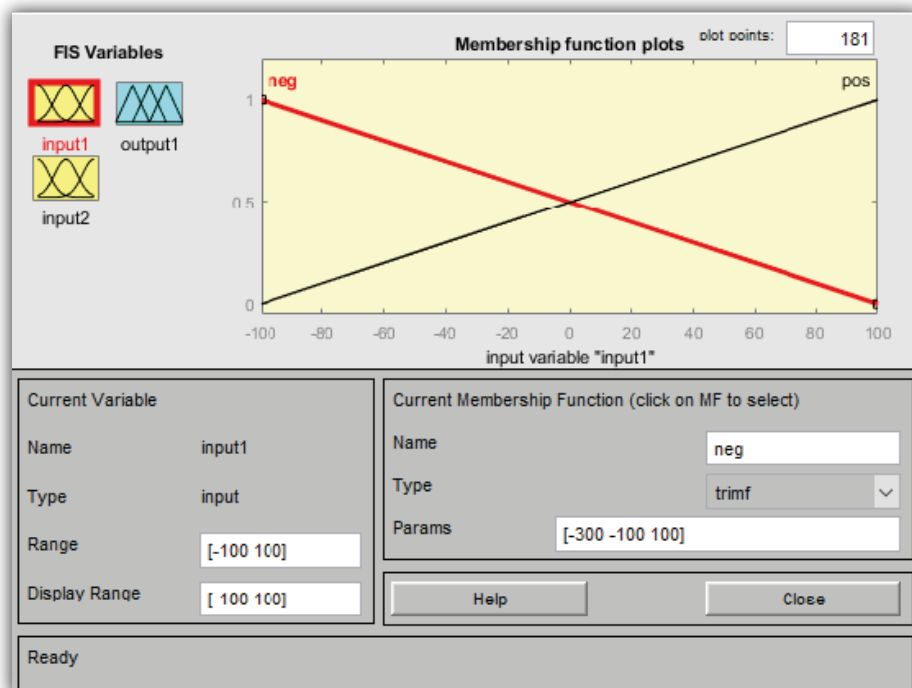 FIS Variables
Membership function plots
plot points:
181
input1
output1
input2
neg
pos
1
0.5
0
-100 -80 -60 -40 -20 0 20 40 60 80 100
input variable "input1"
Current Variable
Name input1
Type input
Range [-100 100]
Display Range [ 100 100]
Current Membership Function (click on MF to select)
Name neg
Type trimf
Params [-300 -100 100]
Help Close
Ready